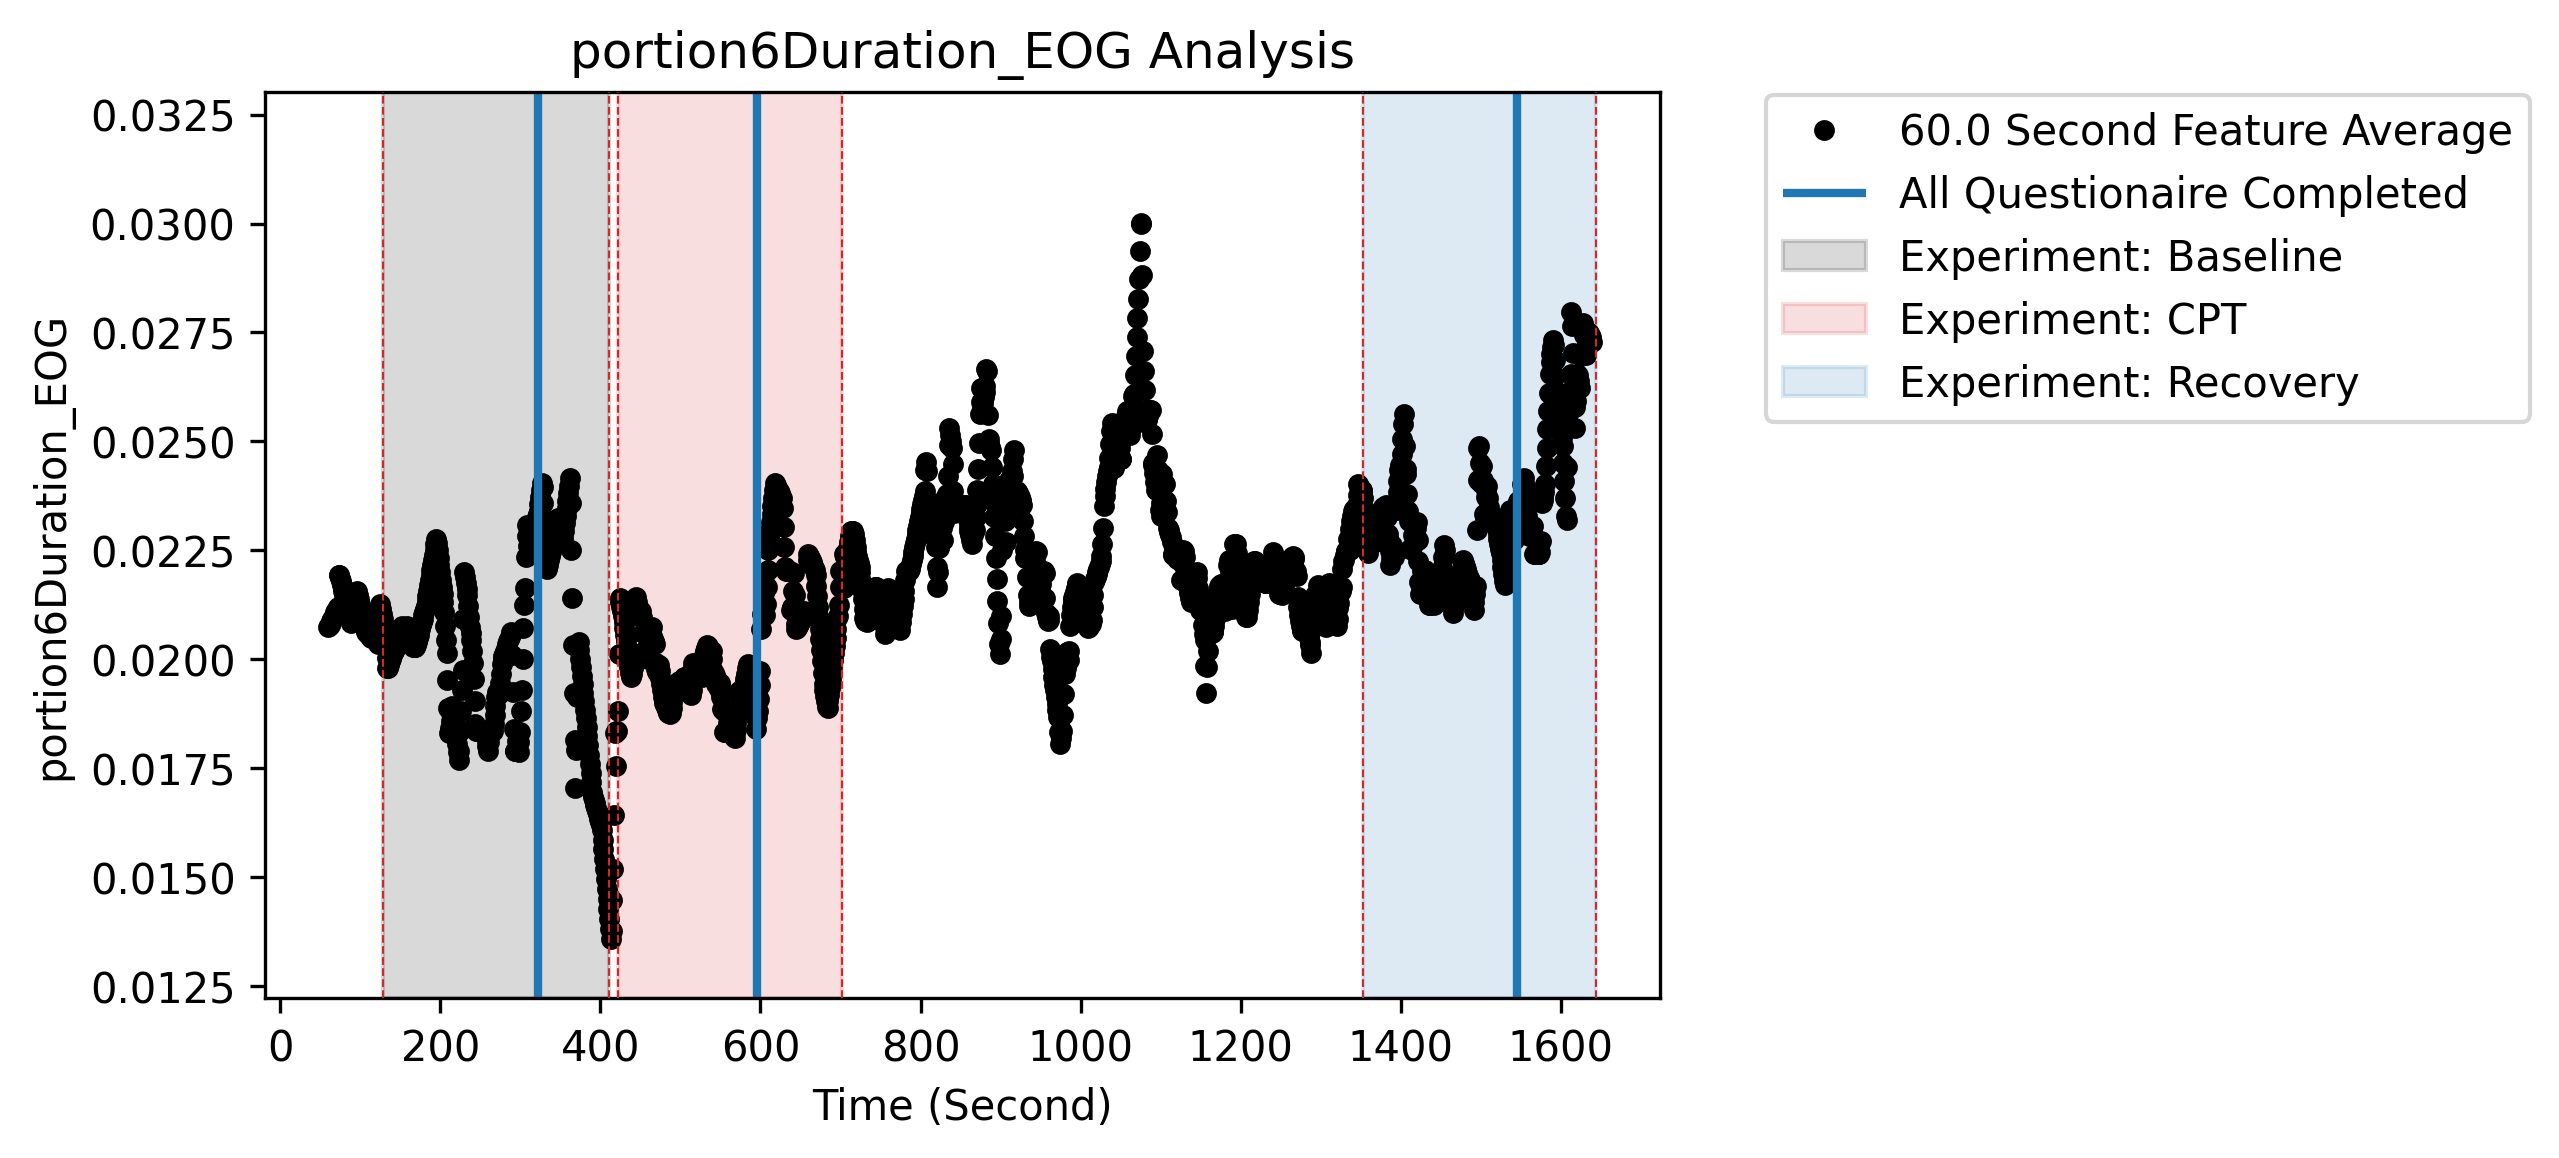 portion6Duration_EOG Analysis
portion6Duration_EOG
0.0325
0.0300
0.0275
0.0250
0.0225
0.0200
0.0175
0.0150
0.0125
0 200 400 600 800 1000 1200 1400 1600
Time (Second)
60.0 Second Feature Average
All Questionaire Completed
Experiment: Baseline
Experiment: CPT
Experiment: Recovery